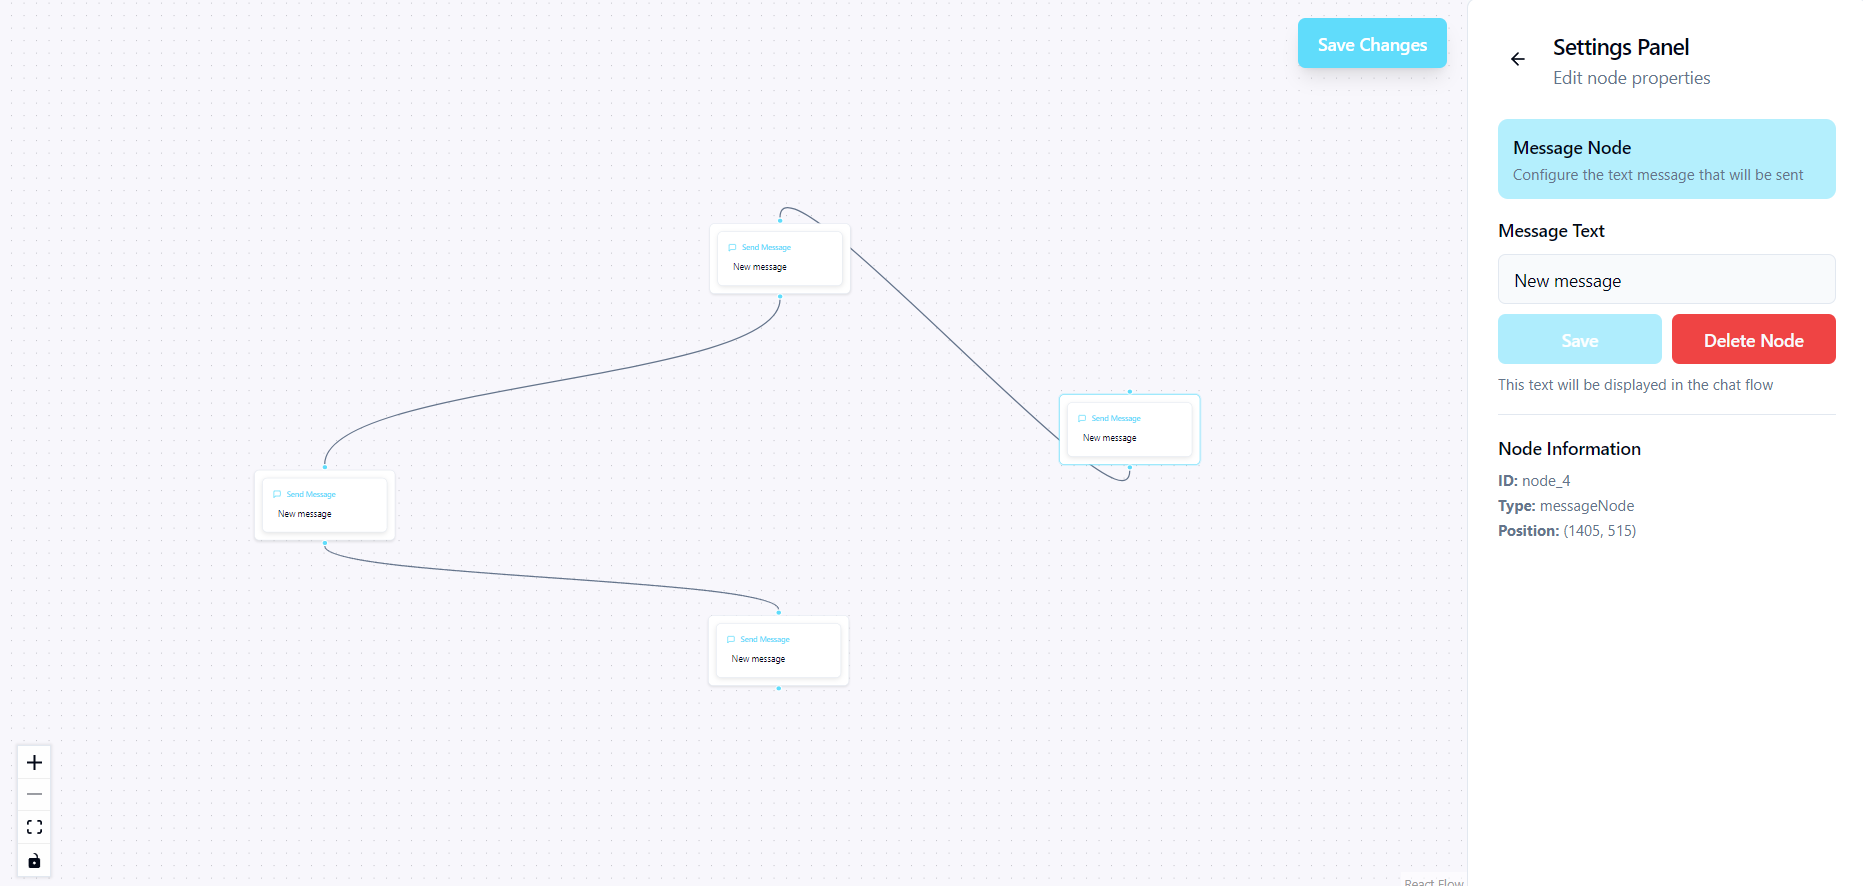 Save Changes
Send Message
New message
Send Message
New message
Send Message
New message
Send Message
New message
React Flow
Settings Panel
Edit node properties
Message Node
Configure the text message that will be sent
Message Text
New message
Save
Delete Node
This text will be displayed in the chat flow
Node Information
ID: node_4
Type: messageNode
Position: (1405, 515)